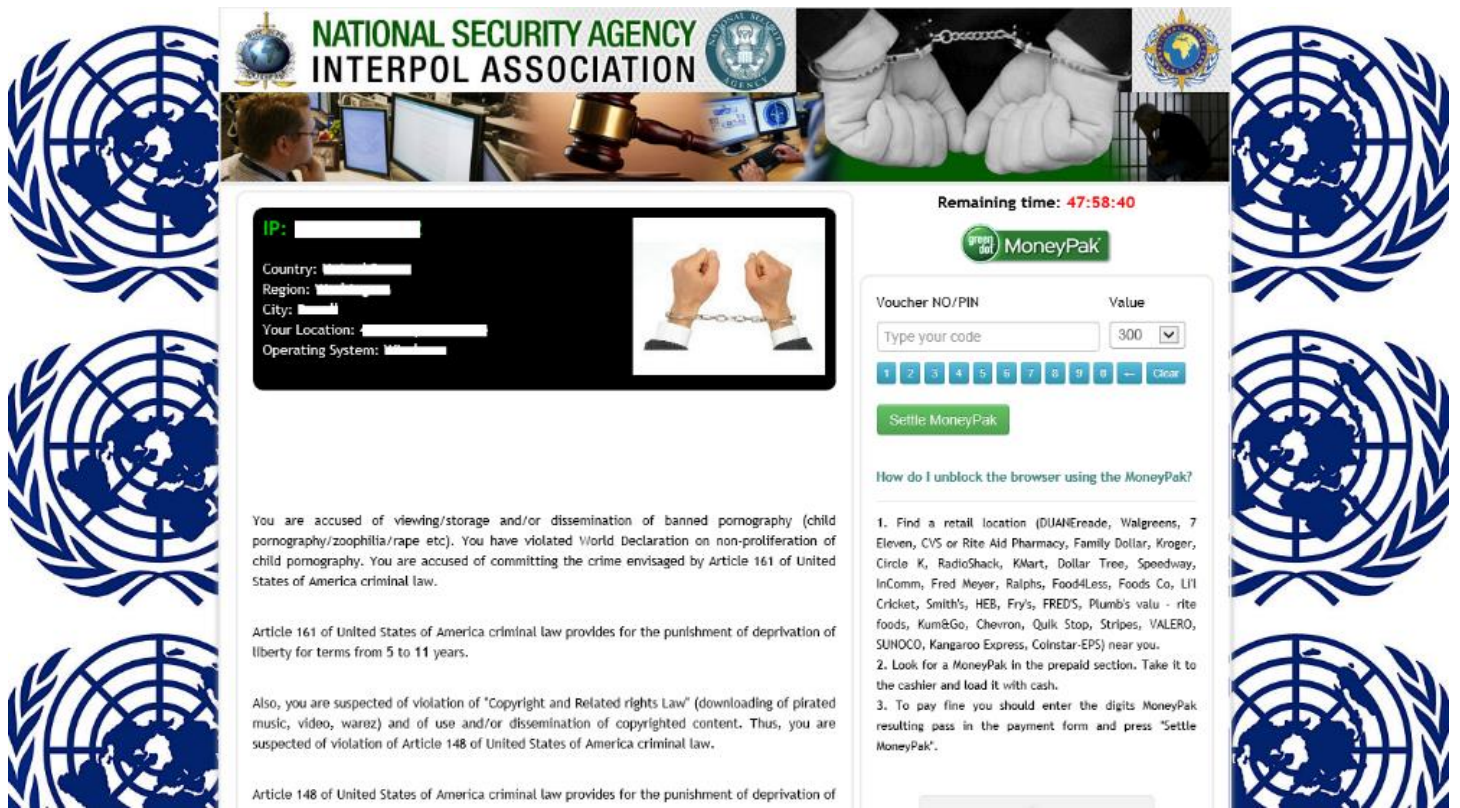 NATIONAL SECURITY AGENCY
INTERPOL ASSOCIATION
IP:
Country:
Region:
City:
Your Location:
Operating System:
You are accused of viewing/storage and/or dissemination of banned pornography (child
pornography/zoophilia/rape etc). You have violated World Declaration on non-proliferation of
child pornography. You are accused of committing the crime envisaged by Article 161 of United
States of America criminal law.
Article 161 of United States of America criminal law provides for the punishment of deprivation of
liberty for terms from 5 to 11 years.
Also, you are suspected of violation of "Copyright and Related rights Law" (downloading of pirated
music, video, warez) and of use and/or dissemination of copyrighted content. Thus, you are
suspected of violation of Article 148 of United States of America criminal law.
Article 148 of United States of America criminal law provides for the punishment of deprivation of
Remaining time: 47:58:40
green dot MoneyPak
Voucher NO/PIN Value
Type your code 300
1 2 3 4 5 6 7 8 9 0 ← Clear
Settle MoneyPak
How do I unblock the browser using the MoneyPak?
1. Find a retail location (DUANEreade, Walgreens, 7
Eleven, CVS or Rite Aid Pharmacy, Family Dollar, Kroger,
Circle K, RadioShack, KMart, Dollar Tree, Speedway,
InComm, Fred Meyer, Ralphs, Food4Less, Foods Co, Li'l
Cricket, Smith's, HEB, Fry's, FRED'S, Plumb's valu - rite
foods, Kum&Go, Chevron, Quik Stop, Stripes, VALERO,
SUNOCO, Kangaroo Express, Coinstar-EPS) near you.
2. Look for a MoneyPak in the prepaid section. Take it to
the cashier and load it with cash.
3. To pay fine you should enter the digits MoneyPak
resulting pass in the payment form and press "Settle
MoneyPak".